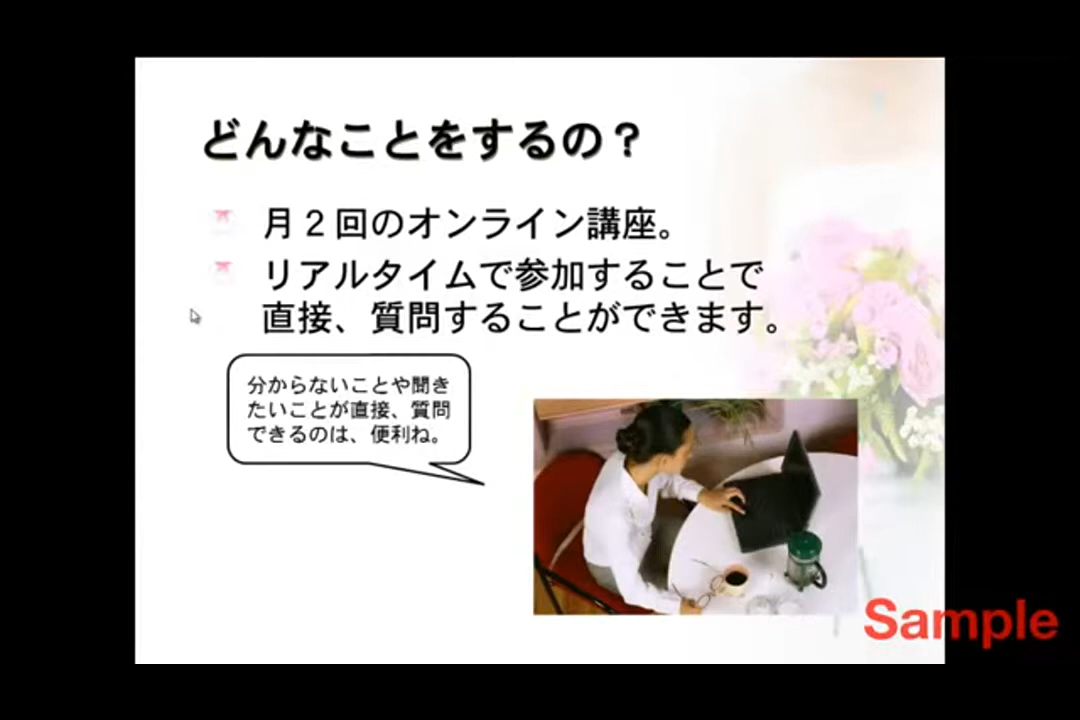 どんなことをするの？
月２回のオンライン講座。
リアルタイムで参加することで
直接、質問することができます。
分からないことや聞き
たいことが直接、質問
できるのは、便利ね。
Sample